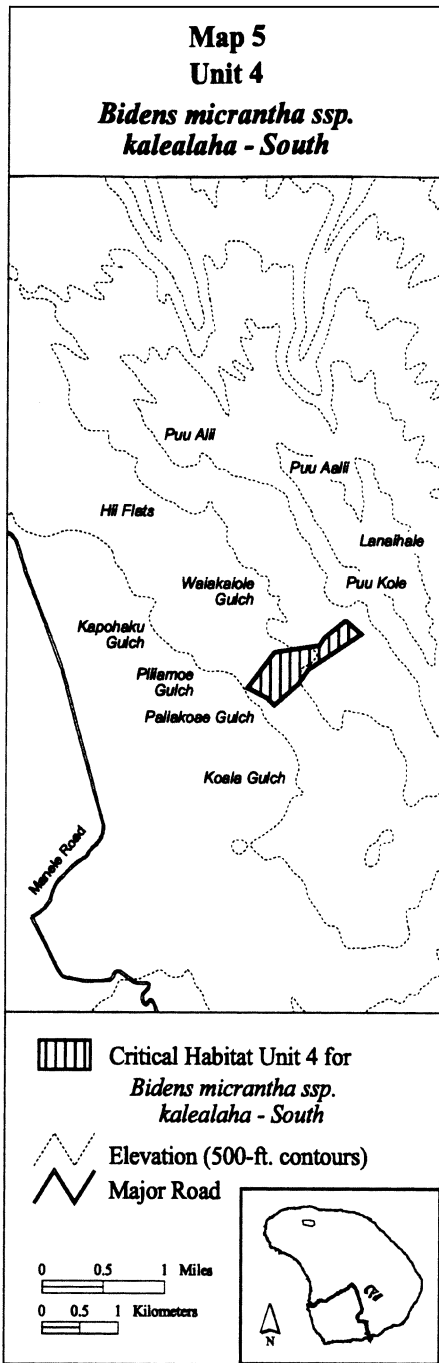 Map 5
Unit 4
Bidens micrantha ssp.
kalealaha - South
Puu Alii
Puu Aalii
Hii Flats
Lanaihale
Waiakaiole
Gulch
Puu Kole
Kapohaku
Gulch
Piliamoe
Gulch
Paliakoae Gulch
Koala Gulch
Manele Road
Critical Habitat Unit 4 for
Bidens micrantha ssp.
kalealaha - South
Elevation (500-ft. contours)
Major Road
0 0.5 1 Miles
0 0.5 1 Kilometers
N